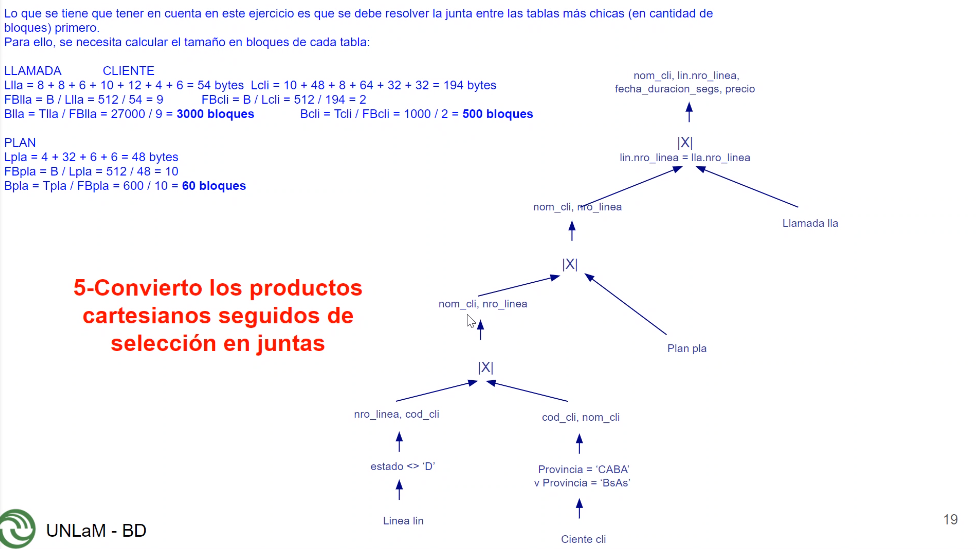 Lo que se tiene que tener en cuenta en este ejercicio es que se debe resolver la junta entre las tablas más chicas (en cantidad de
bloques) primero.
Para ello, se necesita calcular el tamaño en bloques de cada tabla:
LLAMADA CLIENTE
Llla = 8 + 8 + 6 + 10 + 12 + 4 + 6 = 54 bytes Lcli = 10 + 48 + 8 + 64 + 32 + 32 = 194 bytes
FBlla = B / Llla = 512 / 54 = 9 FBcli = B / Lcli = 512 / 194 = 2
Blla = Tlla / FBlla = 27000 / 9 = 3000 bloques Bcli = Tcli / FBcli = 1000 / 2 = 500 bloques
PLAN
Lpla = 4 + 32 + 6 + 6 = 48 bytes
FBpla = B / Lpla = 512 / 48 = 10
Bpla = Tpla / FBpla = 600 / 10 = 60 bloques
nom_cli, lin.nro_linea,
fecha_duracion_segs, precio
|X|
lin.nro_linea = lla.nro_linea
nom_cli, nro_linea
Llamada lla
|X|
5-Convierto los productos
cartesianos seguidos de
selección en juntas
nom_cli, nro_linea
Plan pla
|X|
nro_linea, cod_cli
cod_cli, nom_cli
estado <> 'D'
Provincia = 'CABA'
v Provincia = 'BsAs'
Linea lin
Ciente cli
UNLaM - BD
19